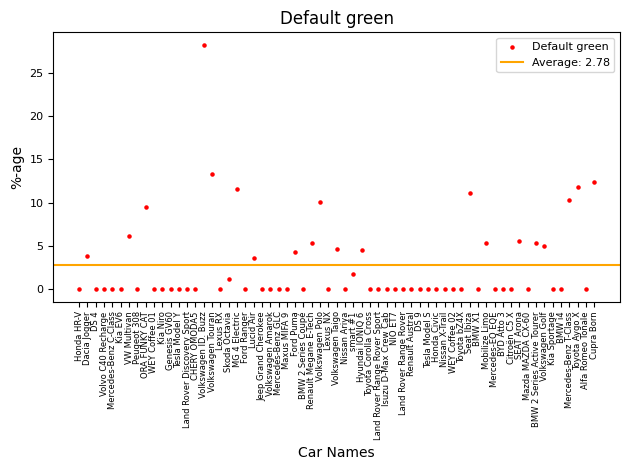 Default green
Default green
Average: 2.78
%-age
25
20
15
10
5
0
Honda HR-V
Dacia Jogger
DS 4
Volvo C40 Recharge
Mercedes-Benz C-Class
Kia EV6
VW Multivan
Peugeot 308
ORA FUNKY CAT
WEY Coffee 01
Kia Niro
Genesis GV60
Tesla Model Y
Land Rover Discovery Sport
CHERY OMODA5
Volkswagen ID. Buzz
Volkswagen Touran
Lexus RX
Skoda Octavia
MG 4 Electric
Ford Ranger
Lucid Air
Jeep Grand Cherokee
Volkswagen Amarok
Mercedes-Benz GLC
Maxus MIFA 9
Ford Puma
BMW 2 Series Coupe
Renault Megane E-Tech
Volkswagen Polo
Lexus NX
Volkswagen Taigo
Nissan Ariya
smart #1
Hyundai IONIQ 6
Toyota Corolla Cross
Land Rover Range Rover Sport
Isuzu D-Max Crew Cab
NIO ET7
Land Rover Range Rover
Renault Austral
DS 9
Tesla Model S
Honda Civic
Nissan X-Trail
WEY Coffee 02
Toyota bZ4X
Seat Ibiza
BMW X1
Mobilize Limo
Mercedes-EQ EQE
BYD Atto 3
Citroën C5 X
SEAT Arona
Mazda MAZDA CX-60
BMW 2 Series Active Tourer
Volkswagen Golf
Kia Sportage
BMW i4
Mercedes-Benz T-Class
Toyota Aygo X
Alfa Romeo Tonale
Cupra Born
Car Names